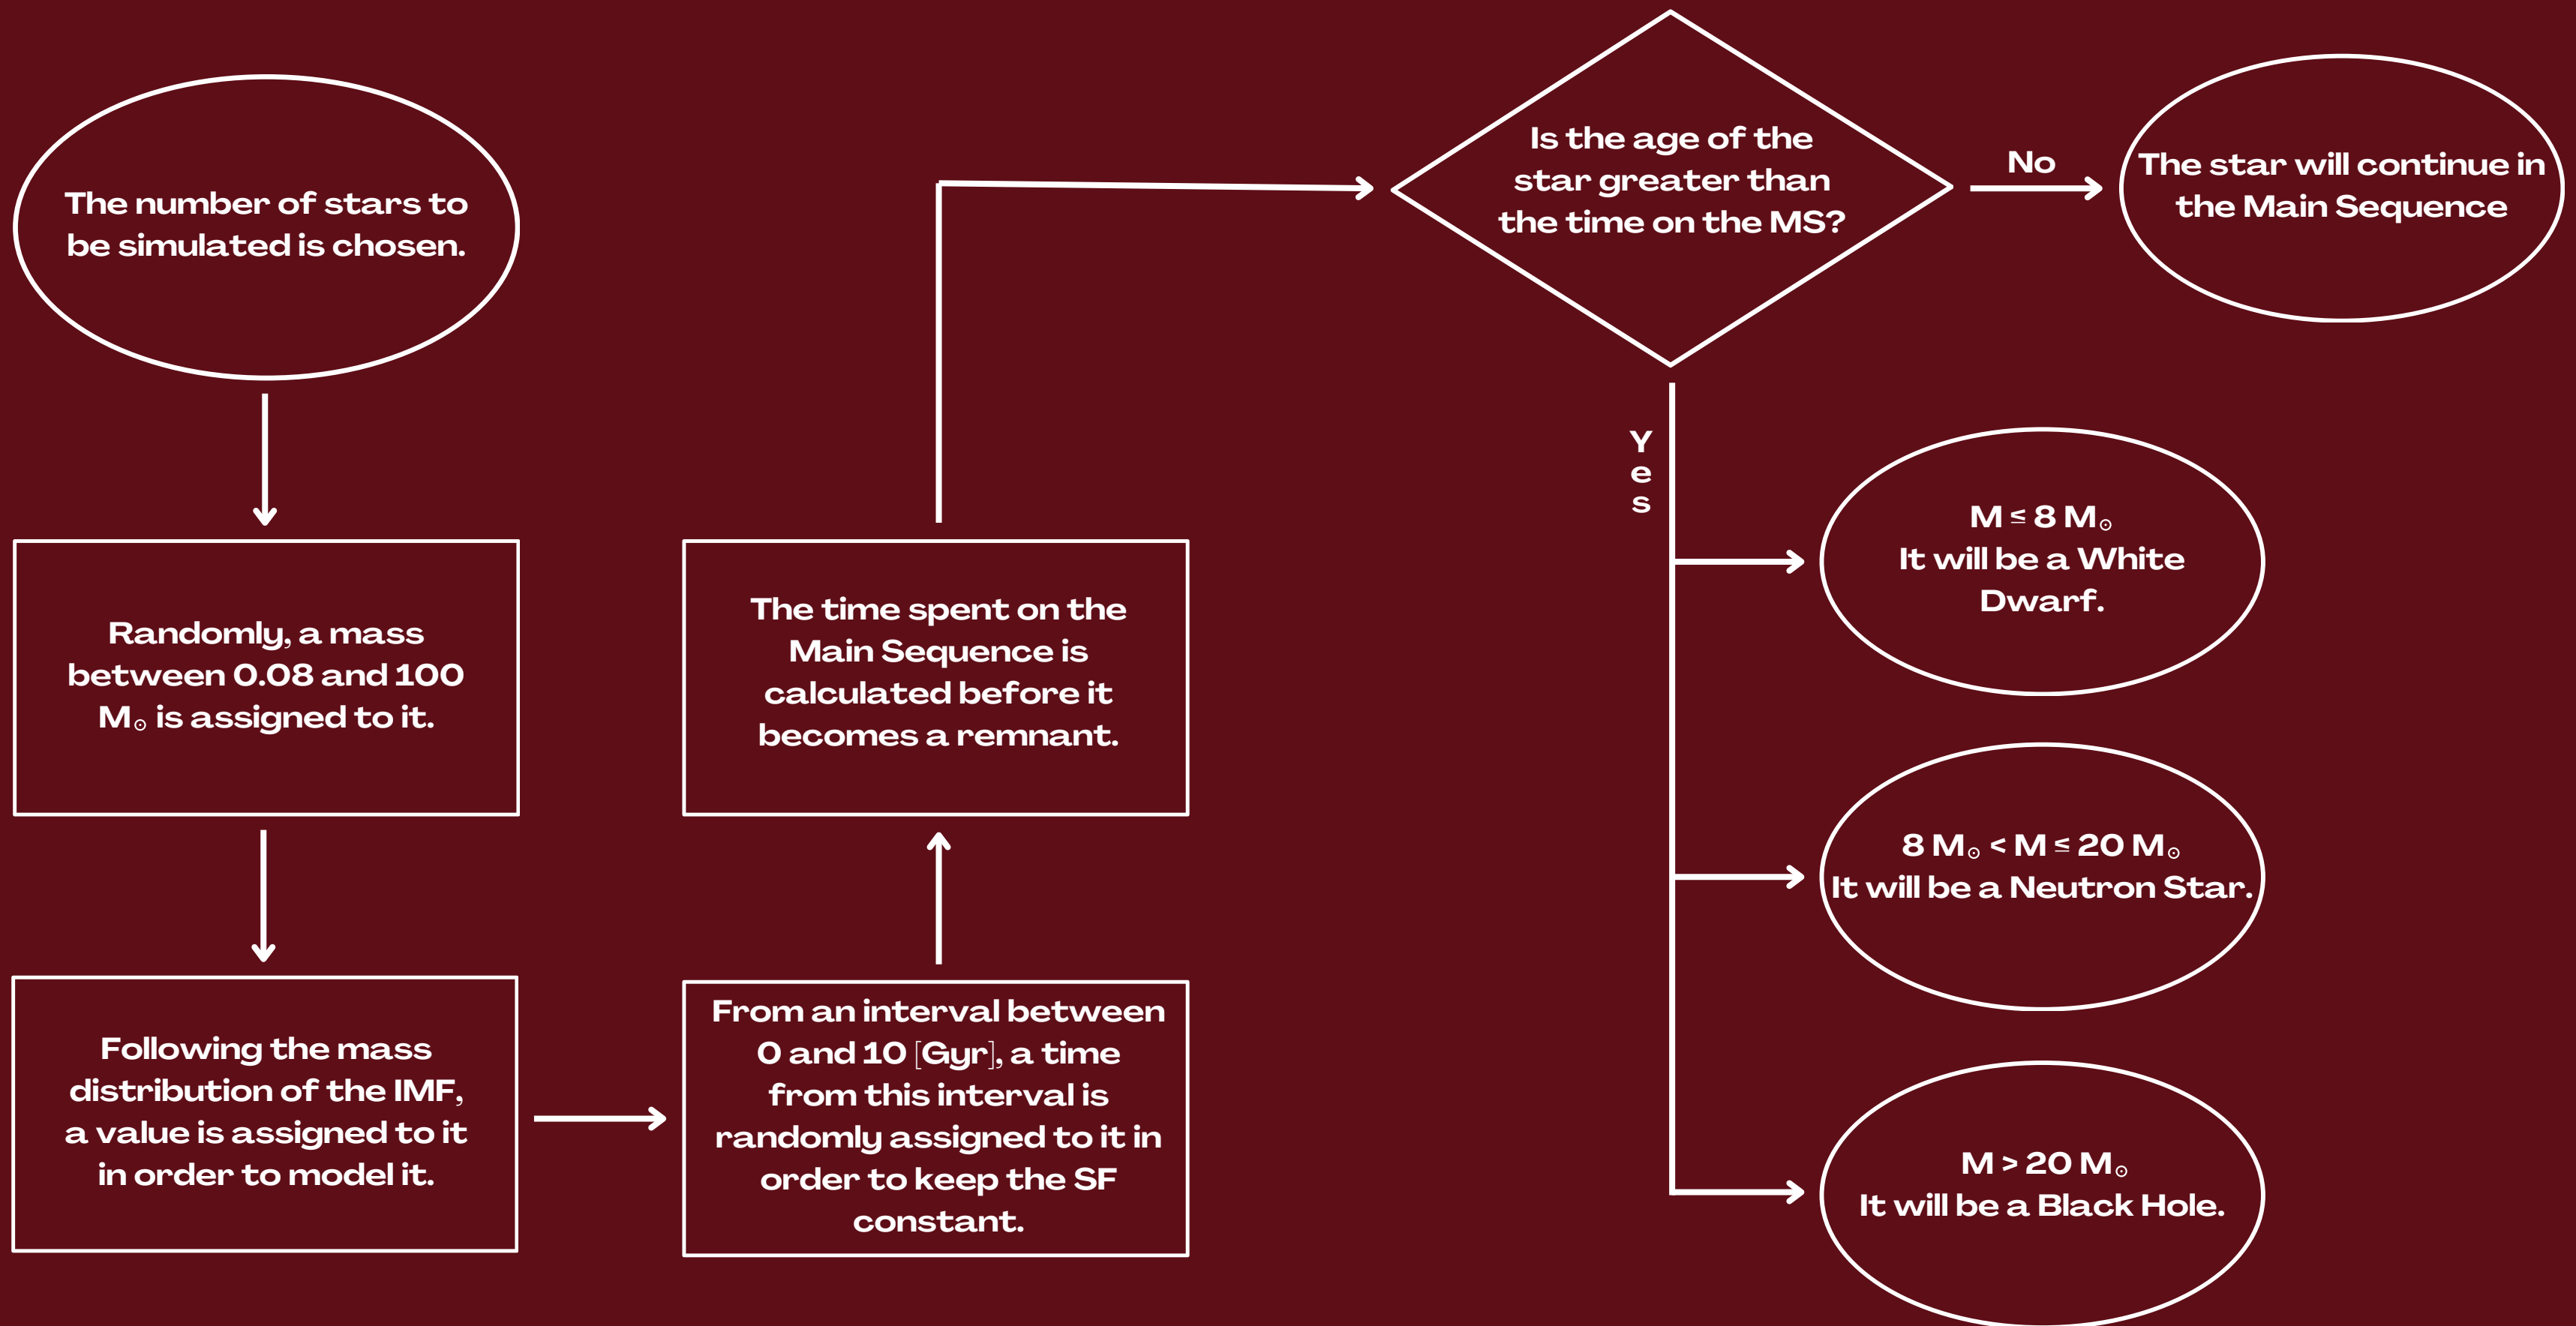 The number of stars to
be simulated is chosen.
Randomly, a mass
between 0.08 and 100
M☉ is assigned to it.
Following the mass
distribution of the IMF,
a value is assigned to it
in order to model it.
From an interval between
0 and 10 [Gyr], a time
from this interval is
randomly assigned to it in
order to keep the SF
constant.
The time spent on the
Main Sequence is
calculated before it
becomes a remnant.
Is the age of the
star greater than
the time on the MS?
No
The star will continue in
the Main Sequence
Yes
M ≤ 8 M☉
It will be a White
Dwarf.
8 M☉ < M ≤ 20 M☉
It will be a Neutron Star.
M > 20 M☉
It will be a Black Hole.